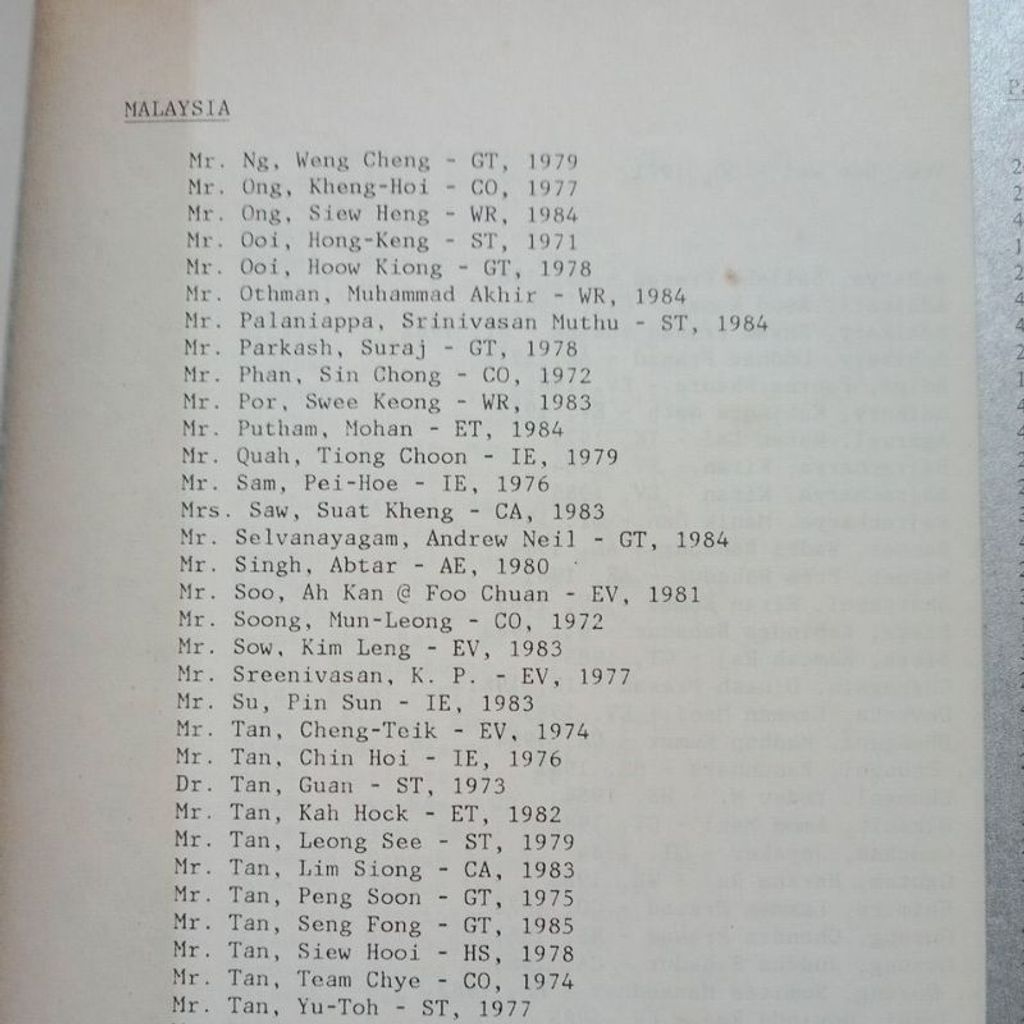 MALAYSIA
Mr. Ng, Weng Cheng - GT, 1979
Mr. Ong, Kheng-Hoi - CO, 1977
Mr. Ong, Siew Heng - WR, 1984
Mr. Ooi, Hong-Keng - ST, 1971
Mr. Ooi, Hoow Kiong - GT, 1978
Mr. Othman, Muhammad Akhir - WR, 1984
Mr. Palaniappa, Srinivasan Muthu - ST, 1984
Mr. Parkash, Suraj - GT, 1978
Mr. Phan, Sin Chong - CO, 1972
Mr. Por, Swee Keong - WR, 1983
Mr. Putham, Mohan - ET, 1984
Mr. Quah, Tiong Choon - IE, 1979
Mr. Sam, Pei-Hoe - IE, 1976
Mrs. Saw, Suat Kheng - CA, 1983
Mr. Selvanayagam, Andrew Neil - GT, 1984
Mr. Singh, Abtar - AE, 1980
Mr. Soo, Ah Kan @ Foo Chuan - EV, 1981
Mr. Soong, Mun-Leong - CO, 1972
Mr. Sow, Kim Leng - EV, 1983
Mr. Sreenivasan, K. P. - EV, 1977
Mr. Su, Pin Sun - IE, 1983
Mr. Tan, Cheng-Teik - EV, 1974
Mr. Tan, Chin Hoi - IE, 1976
Dr. Tan, Guan - ST, 1973
Mr. Tan, Kah Hock - ET, 1982
Mr. Tan, Leong See - ST, 1979
Mr. Tan, Lim Siong - CA, 1983
Mr. Tan, Peng Soon - GT, 1975
Mr. Tan, Seng Fong - GT, 1985
Mr. Tan, Siew Hooi - HS, 1978
Mr. Tan, Team Chye - CO, 1974
Mr. Tan, Yu-Toh - ST, 1977